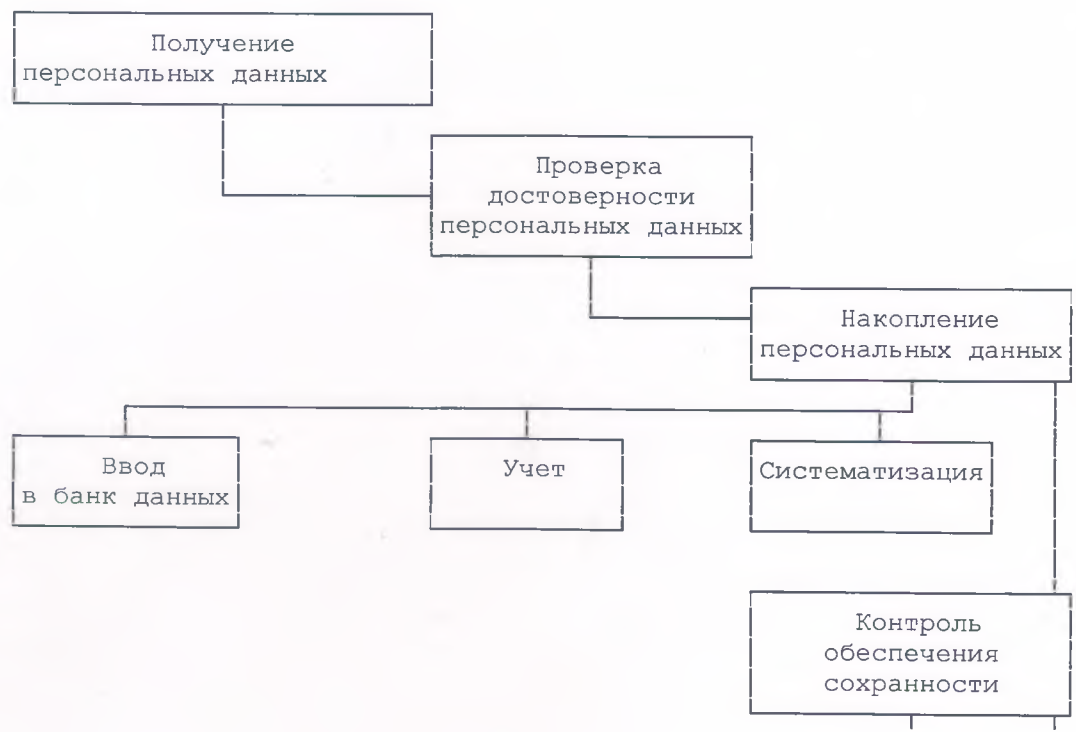 Получение
персональных данных
Проверка
достоверности
персональных данных
Накопление
персональных данных
Ввод
в банк данных
Учет
Систематизация
Контроль
обеспечения
сохранности